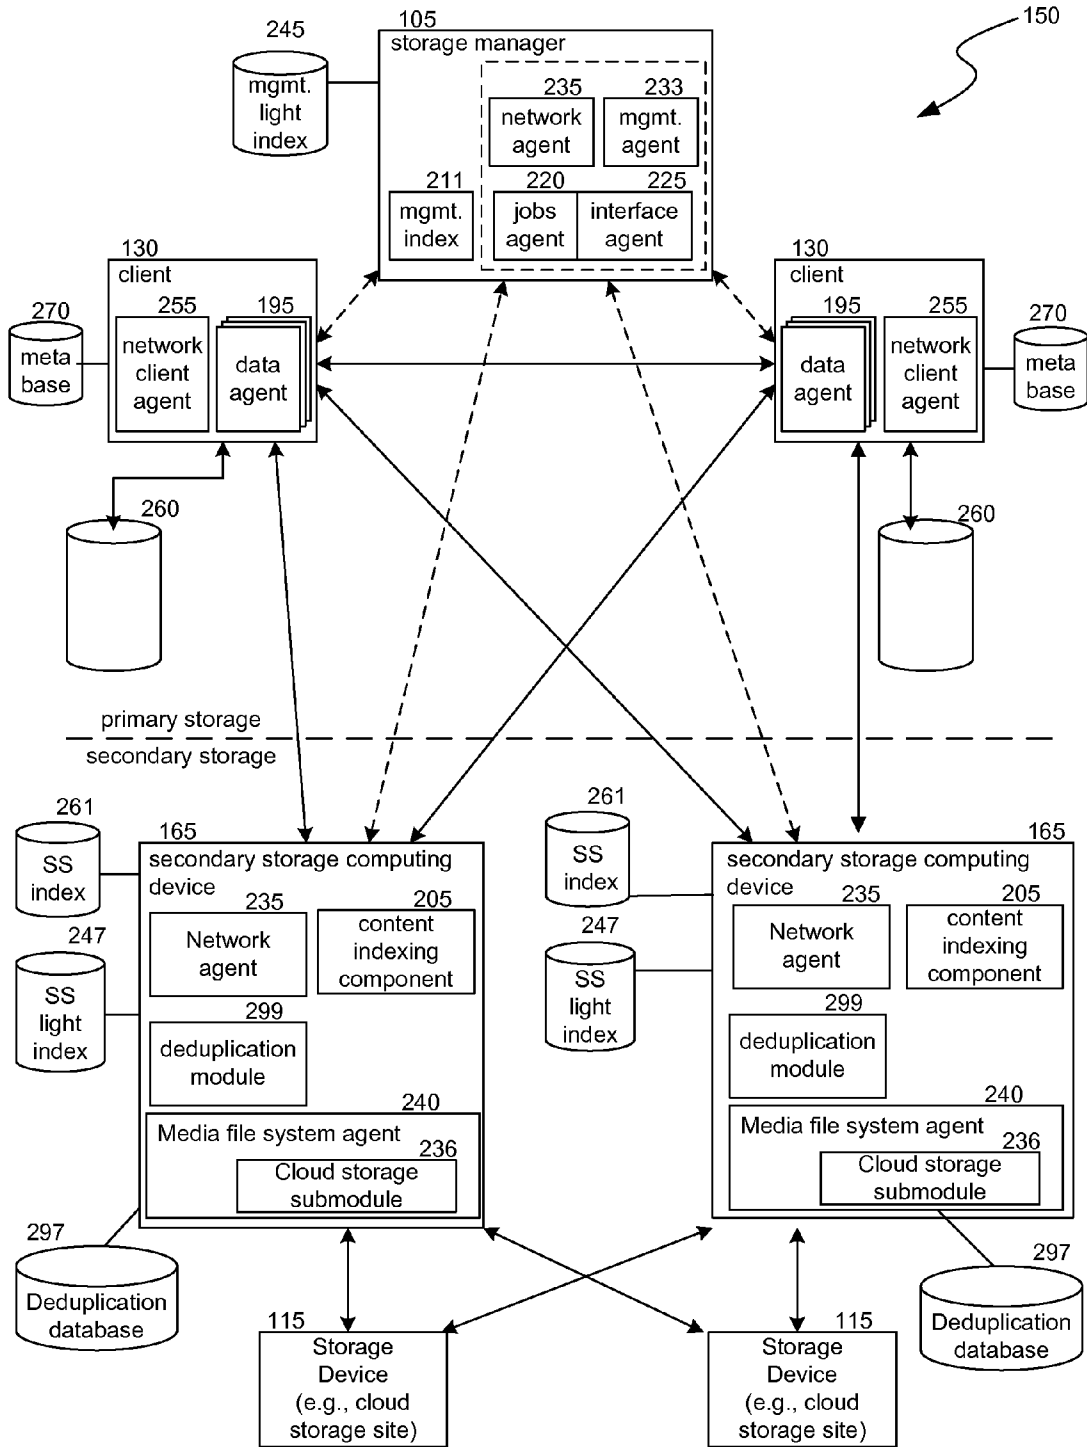 150
105
storage manager
245
mgmt.
light
index
235
network
agent
233
mgmt.
agent
211
mgmt.
index
220
jobs
agent
225
interface
agent
130
client
270
meta
base
255
network
client
agent
195
data
agent
130
client
195
data
agent
255
network
client
agent
270
meta
base
260
260
primary storage
secondary storage
261
SS
index
247
SS
light
index
165
secondary storage computing
device
235
Network
agent
205
content
indexing
component
299
deduplication
module
240
Media file system agent
236
Cloud storage
submodule
297
Deduplication
database
261
SS
index
247
SS
light
index
165
secondary storage computing
device
235
Network
agent
205
content
indexing
component
299
deduplication
module
240
Media file system agent
236
Cloud storage
submodule
297
Deduplication
database
115
Storage
Device
(e.g., cloud
storage site)
115
Storage
Device
(e.g., cloud
storage site)